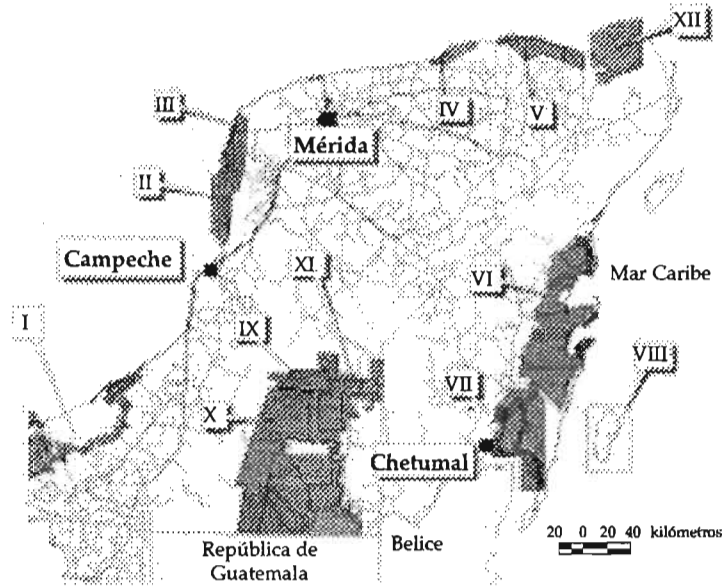 XII
III
IV
V
Mérida
II
Campeche
XI
VI
Mar Caribe
I
IX
VIII
VII
X
Chetumal
Belice
20 0 20 40 kilómetros
República de
Guatemala